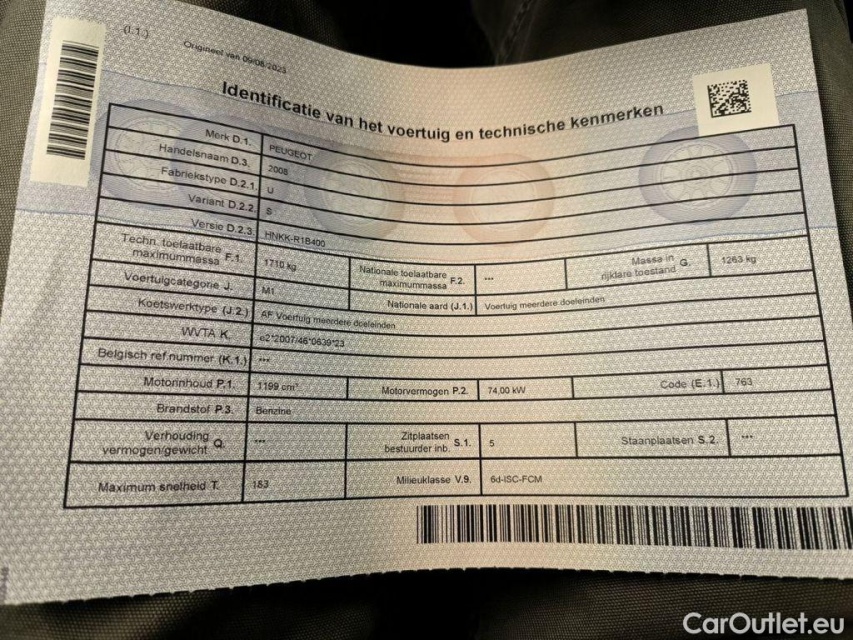 (I.1.)
Origineel van 09/08/2023
Identificatie van het voertuig en technische kenmerken
Merk D.1. PEUGEOT
Handelsnaam D.3. 2008
Fabriekstype D.2.1. U
Variant D.2.2. S
Versie D.2.3. HNKK-R1B400
Techn. toelaatbare maximummassa F.1. 1710 kg Nationale toelaatbare maximummassa F.2. --- Massa in rijklare toestand G. 1263 kg
Voertuigcategorie J. M1 Nationale aard (J.1.) Voertuig meerdere doeleinden
Koetswerktype (J.2.) AF Voertuig meerdere doeleinden
WVTA K. e2*2007/46*0639*23
Belgisch ref.nummer (K.1.) ---
Motorinhoud P.1. 1199 cm³ Motorvermogen P.2. 74,00 kW Code (E.1.) 763
Brandstof P.3. Benzine
Verhouding vermogen/gewicht Q. --- Zitplaatsen bestuurder inb. S.1. 5 Staanplaatsen S.2. ---
Maximum snelheid T. 183 Milieuklasse V.9. 6d-ISC-FCM
CarOutlet.eu